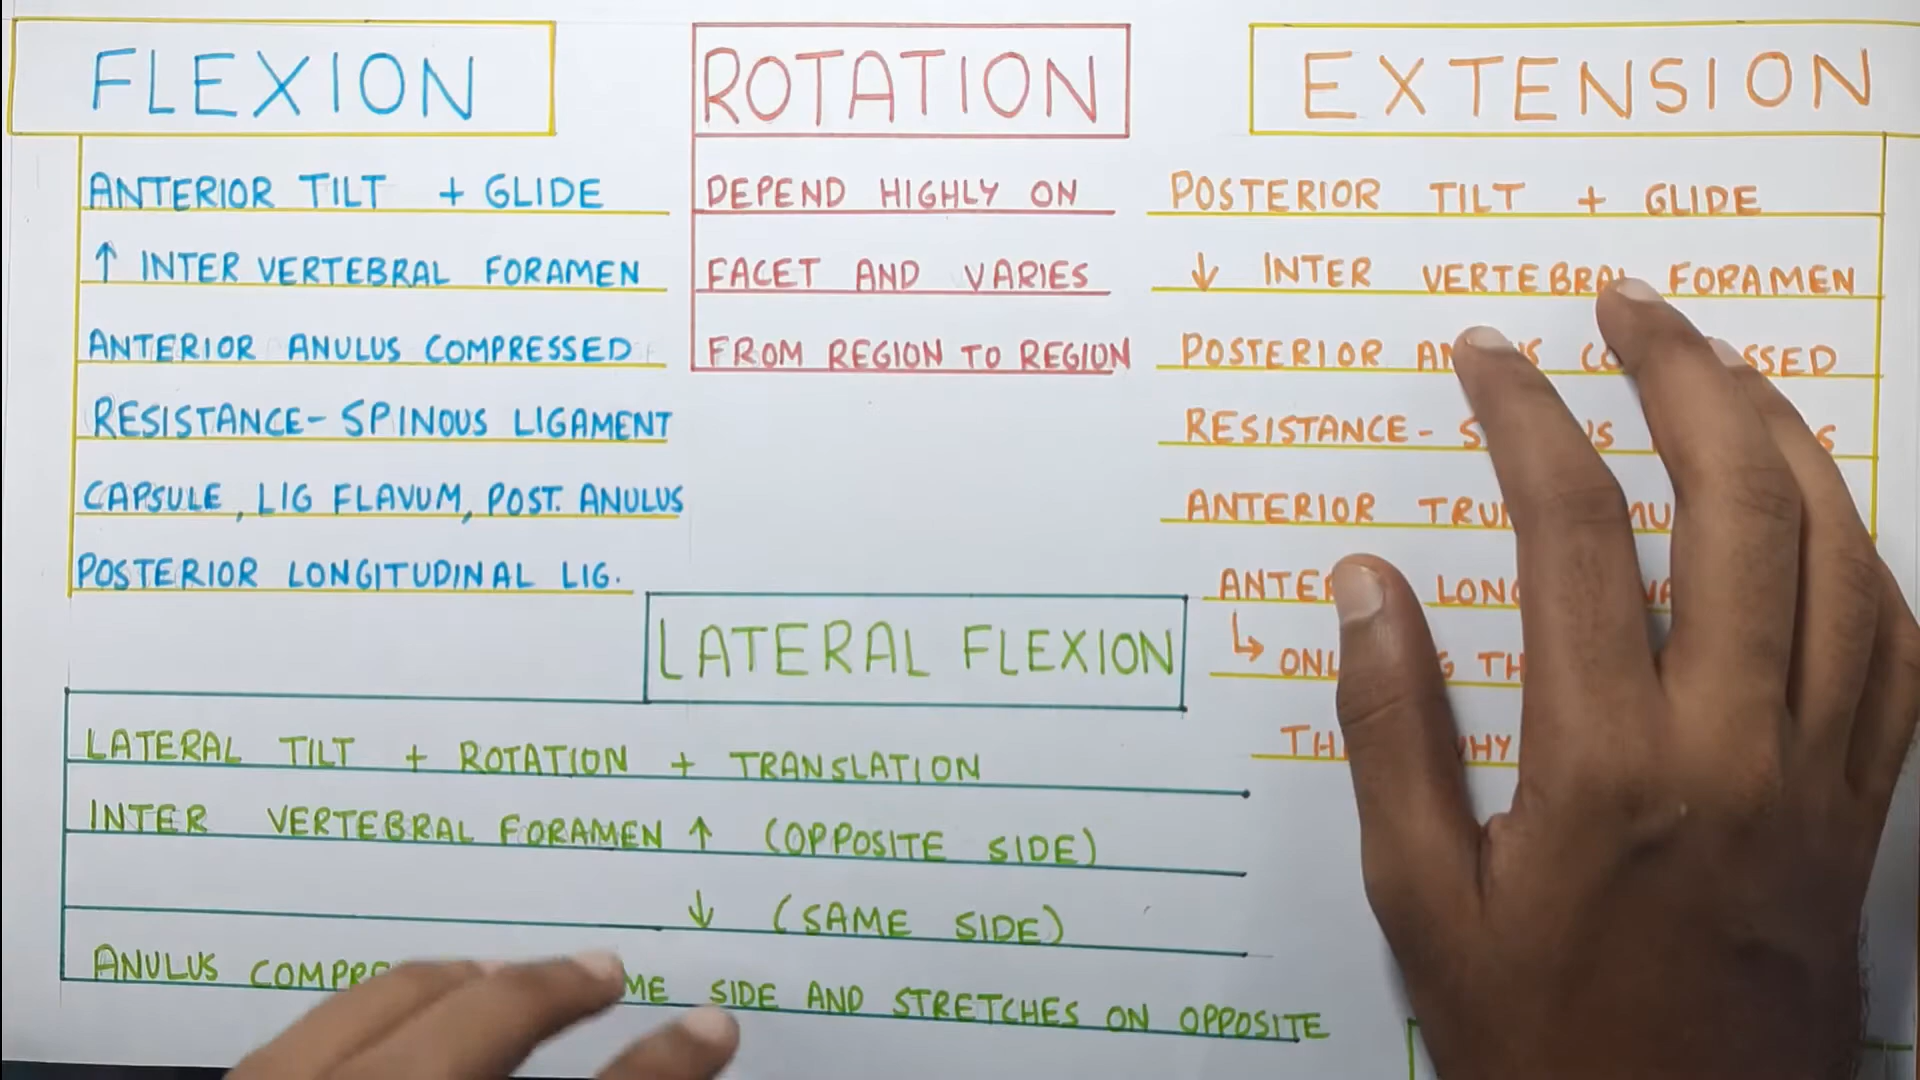 FLEXION
ANTERIOR TILT + GLIDE
↑ INTER VERTEBRAL FORAMEN
ANTERIOR ANULUS COMPRESSED
RESISTANCE- SPINOUS LIGAMENT
CAPSULE, LIG FLAVUM, POST. ANULUS
POSTERIOR LONGITUDINAL LIG.
ROTATION
DEPEND HIGHLY ON
FACET AND VARIES
FROM REGION TO REGION
EXTENSION
POSTERIOR TILT + GLIDE
↓ INTER VERTEBRAL FORAMEN
POSTERIOR
RESISTANCE-
ANTERIOR
WHY
LATERAL FLEXION
LATERAL TILT + ROTATION + TRANSLATION
INTER VERTEBRAL FORAMEN ↑ (OPPOSITE SIDE)
↓ (SAME SIDE)
ANULUS SIDE AND STRETCHES ON OPPOSITE